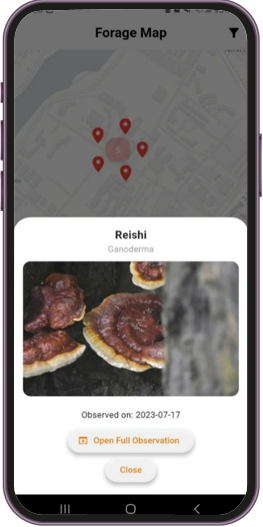 Forage Map
Reishi
Ganoderma
Observed on: 2023-07-17
Open Full Observation
Close